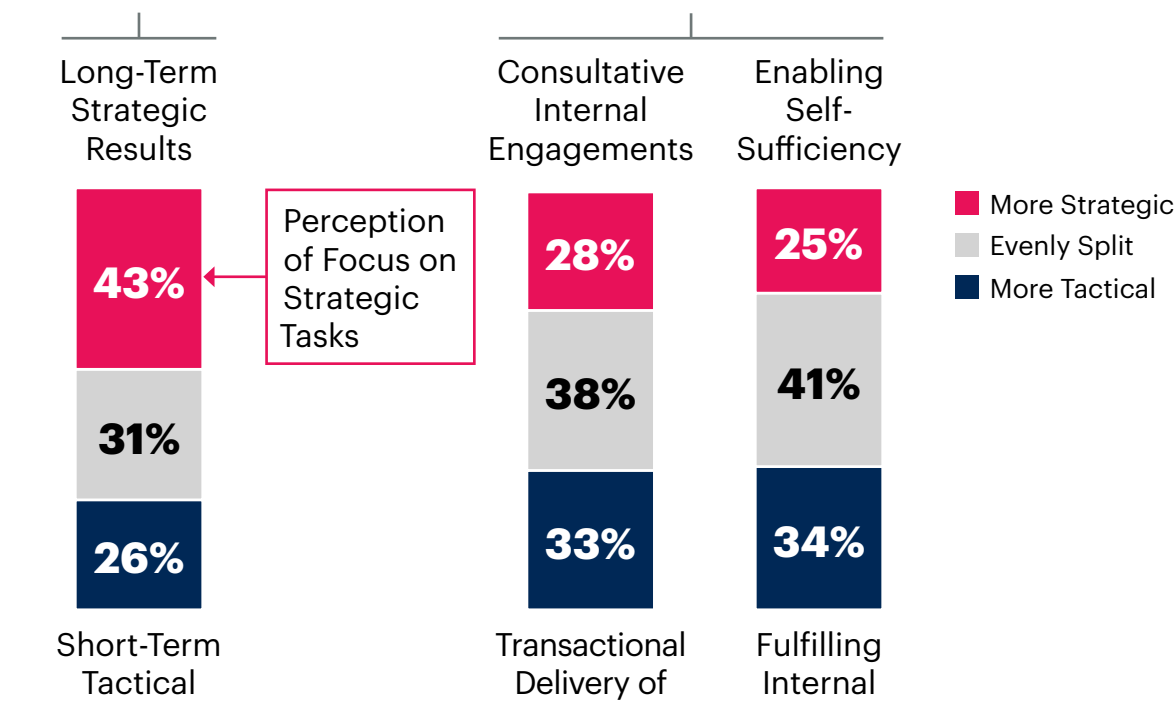 Long-Term
Strategic
Results
Consultative
Internal
Engagements
Enabling
Self-
Sufficiency
43%
31%
26%
Perception
of Focus on
Strategic
Tasks
28%
38%
33%
25%
41%
34%
More Strategic
Evenly Split
More Tactical
Short-Term
Tactical
Transactional
Delivery of
Fulfilling
Internal